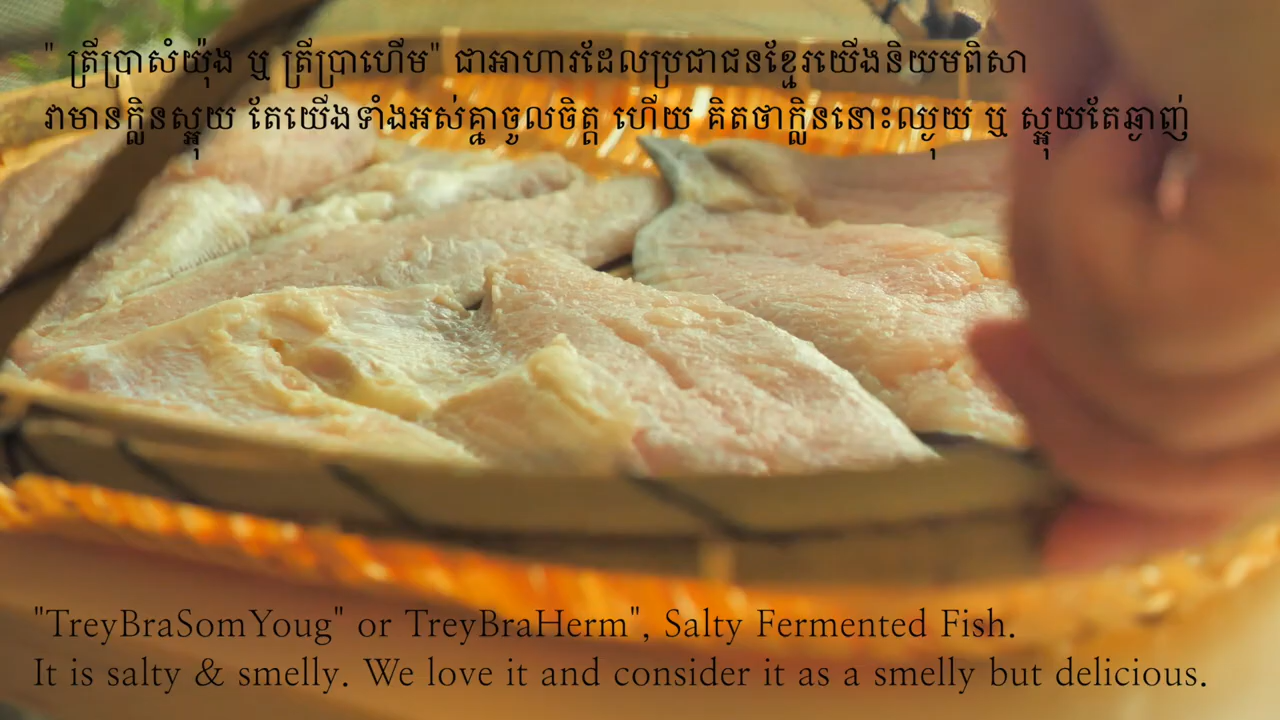 " ត្រីប្រាសំយ៉ុង ឬ ត្រីប្រាហើម" ជាអាហារដែលប្រជាជនខ្មែរយើងនិយមពិសា
វាមានក្លិនស្អុយ តែយើងទាំងអស់គ្នាចូលចិត្ត ហើយ គិតថាក្លិននោះឈ្ងុយ ឬ ស្អុយតែឆ្ងាញ់
"TreyBraSomYoug" or TreyBraHerm", Salty Fermented Fish.
It is salty & smelly. We love it and consider it as a smelly but delicious.